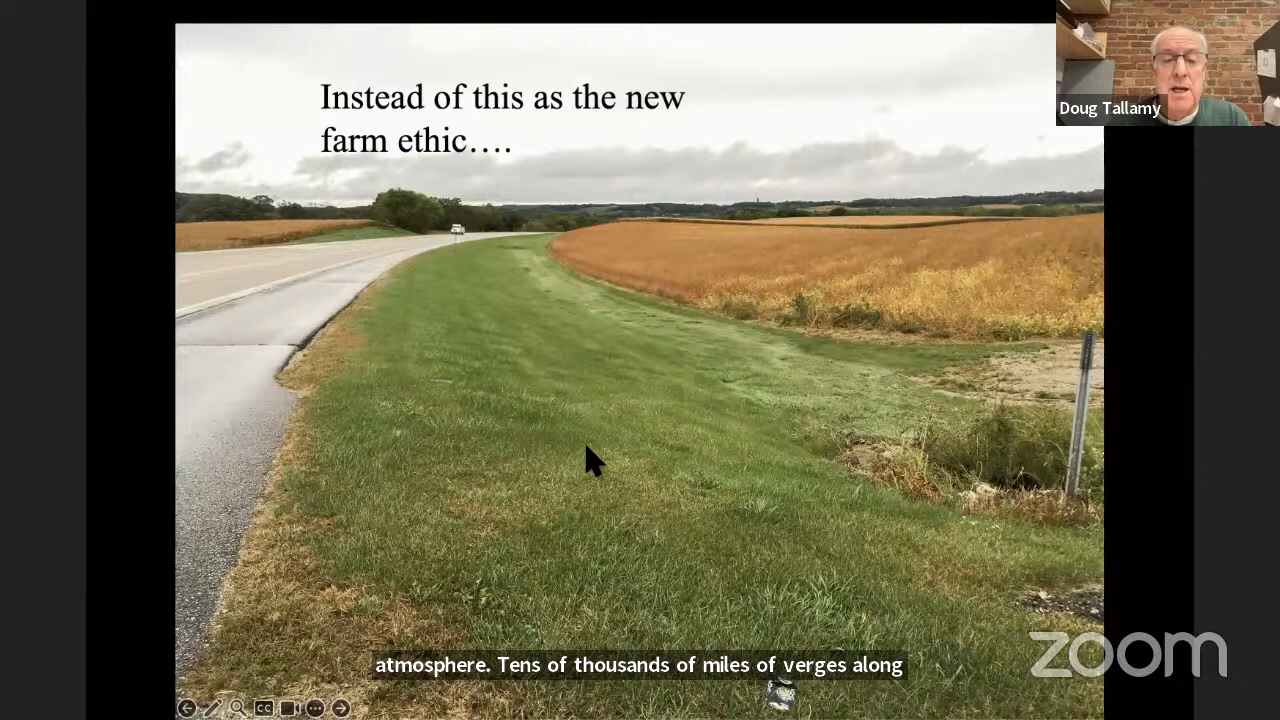 Instead of this as the new
farm ethic….
Doug Tallamy
atmosphere. Tens of thousands of miles of verges along
zoom
CC